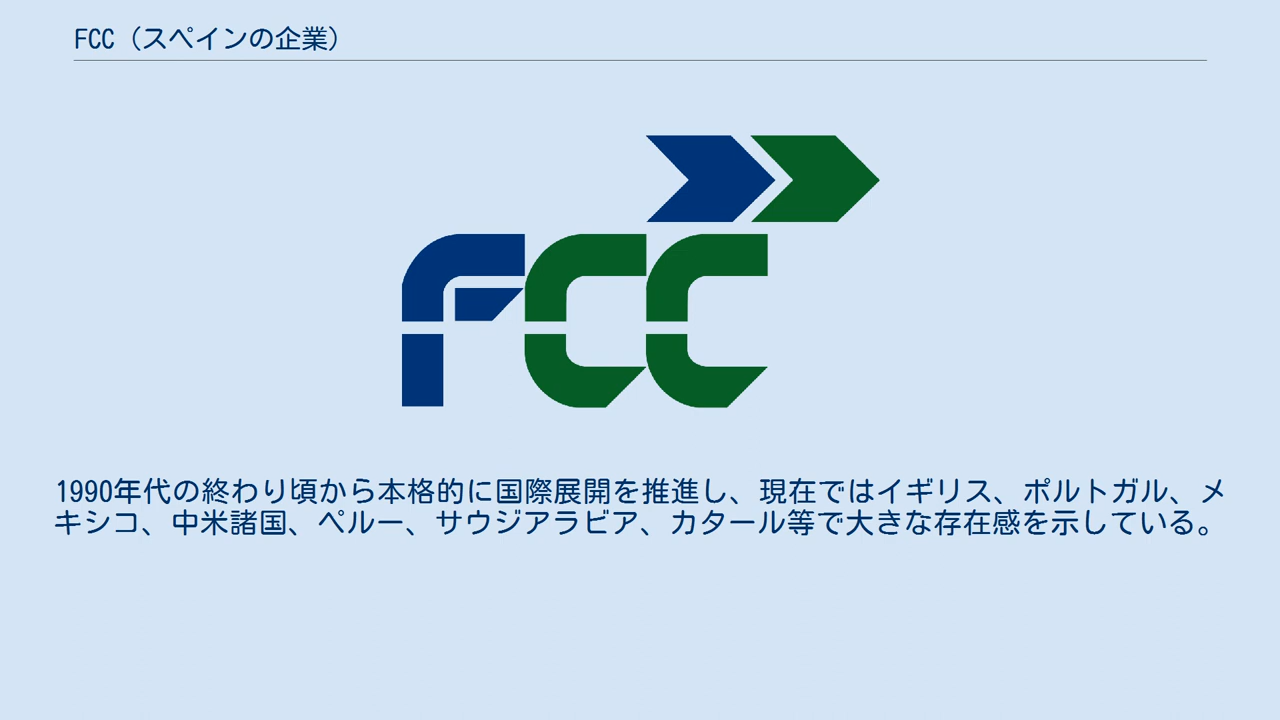 FCC（スペインの企業）
FCC
1990年代の終わり頃から本格的に国際展開を推進し、現在ではイギリス、ポルトガル、メ
キシコ、中米諸国、ペルー、サウジアラビア、カタール等で大きな存在感を示している。